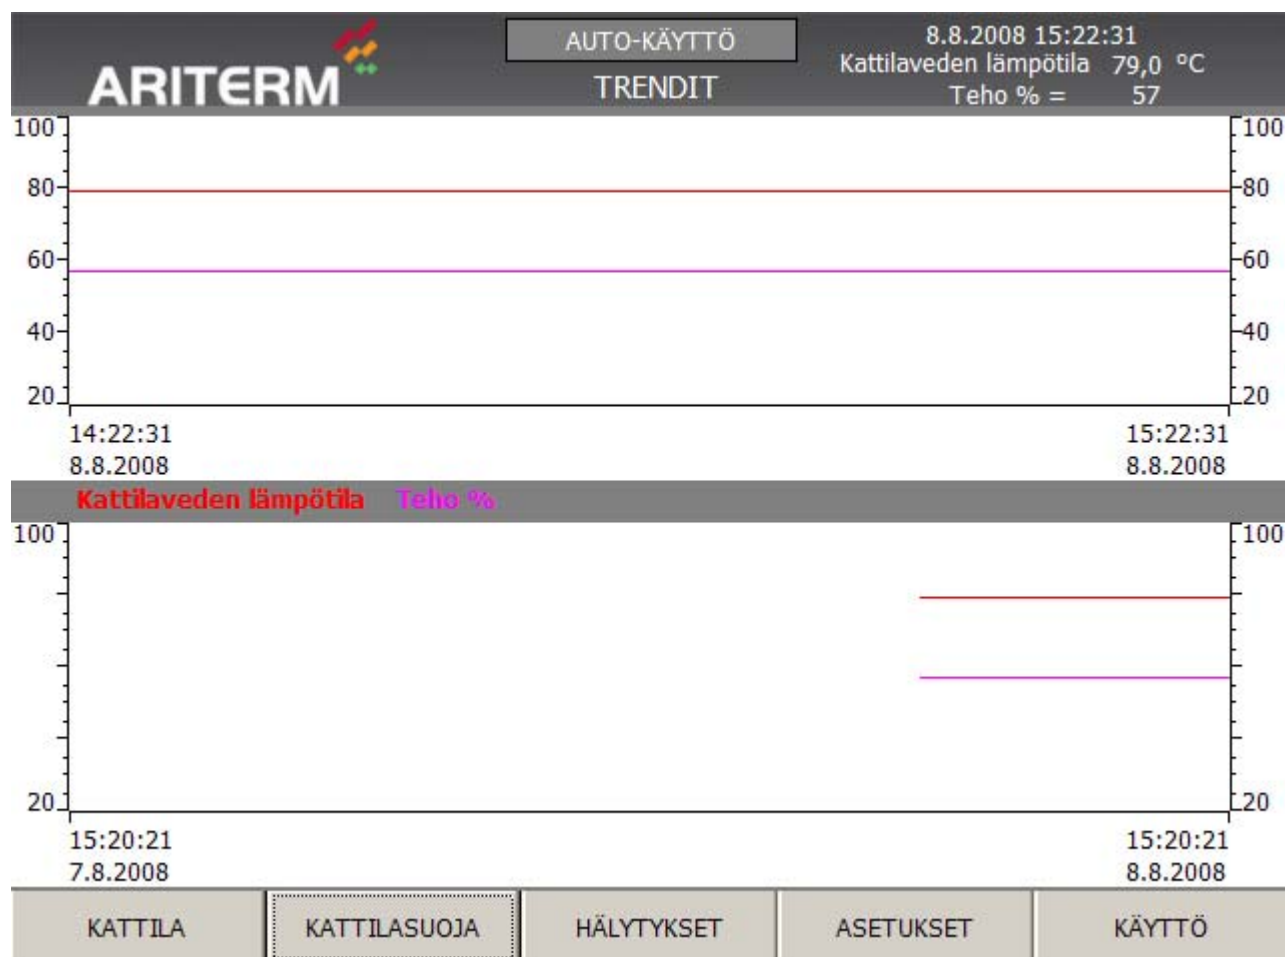 ARITERM
AUTO-KÄYTTÖ
TRENDIT
8.8.2008 15:22:31
Kattilaveden lämpötila 79,0 °C
Teho % = 57
100 100
80 80
60 60
40 40
20 20
14:22:31 15:22:31
8.8.2008 8.8.2008
Kattilaveden lämpötila Teho %
100 100
20 20
15:20:21 15:20:21
7.8.2008 8.8.2008
KATTILA KATTILASUOJA HÄLYTYKSET ASETUKSET KÄYTTÖ